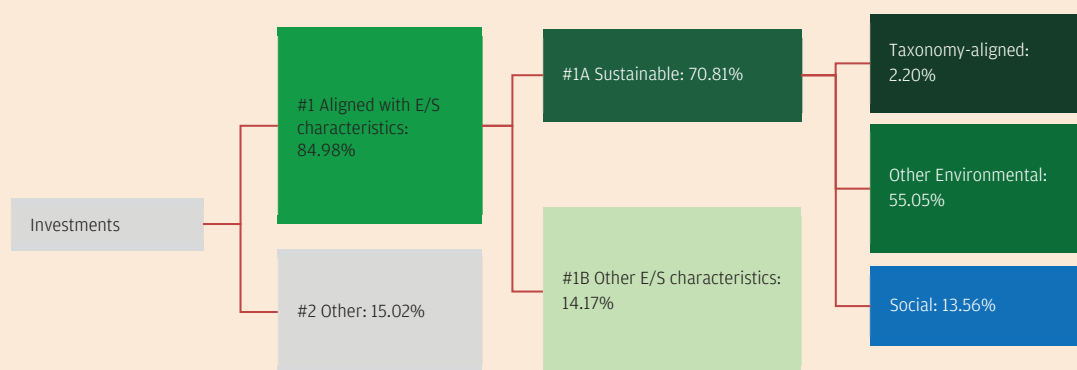 Investments
#1 Aligned with E/S
characteristics:
84.98%
#2 Other: 15.02%
#1A Sustainable: 70.81%
#1B Other E/S characteristics:
14.17%
Taxonomy-aligned:
2.20%
Other Environmental:
55.05%
Social: 13.56%